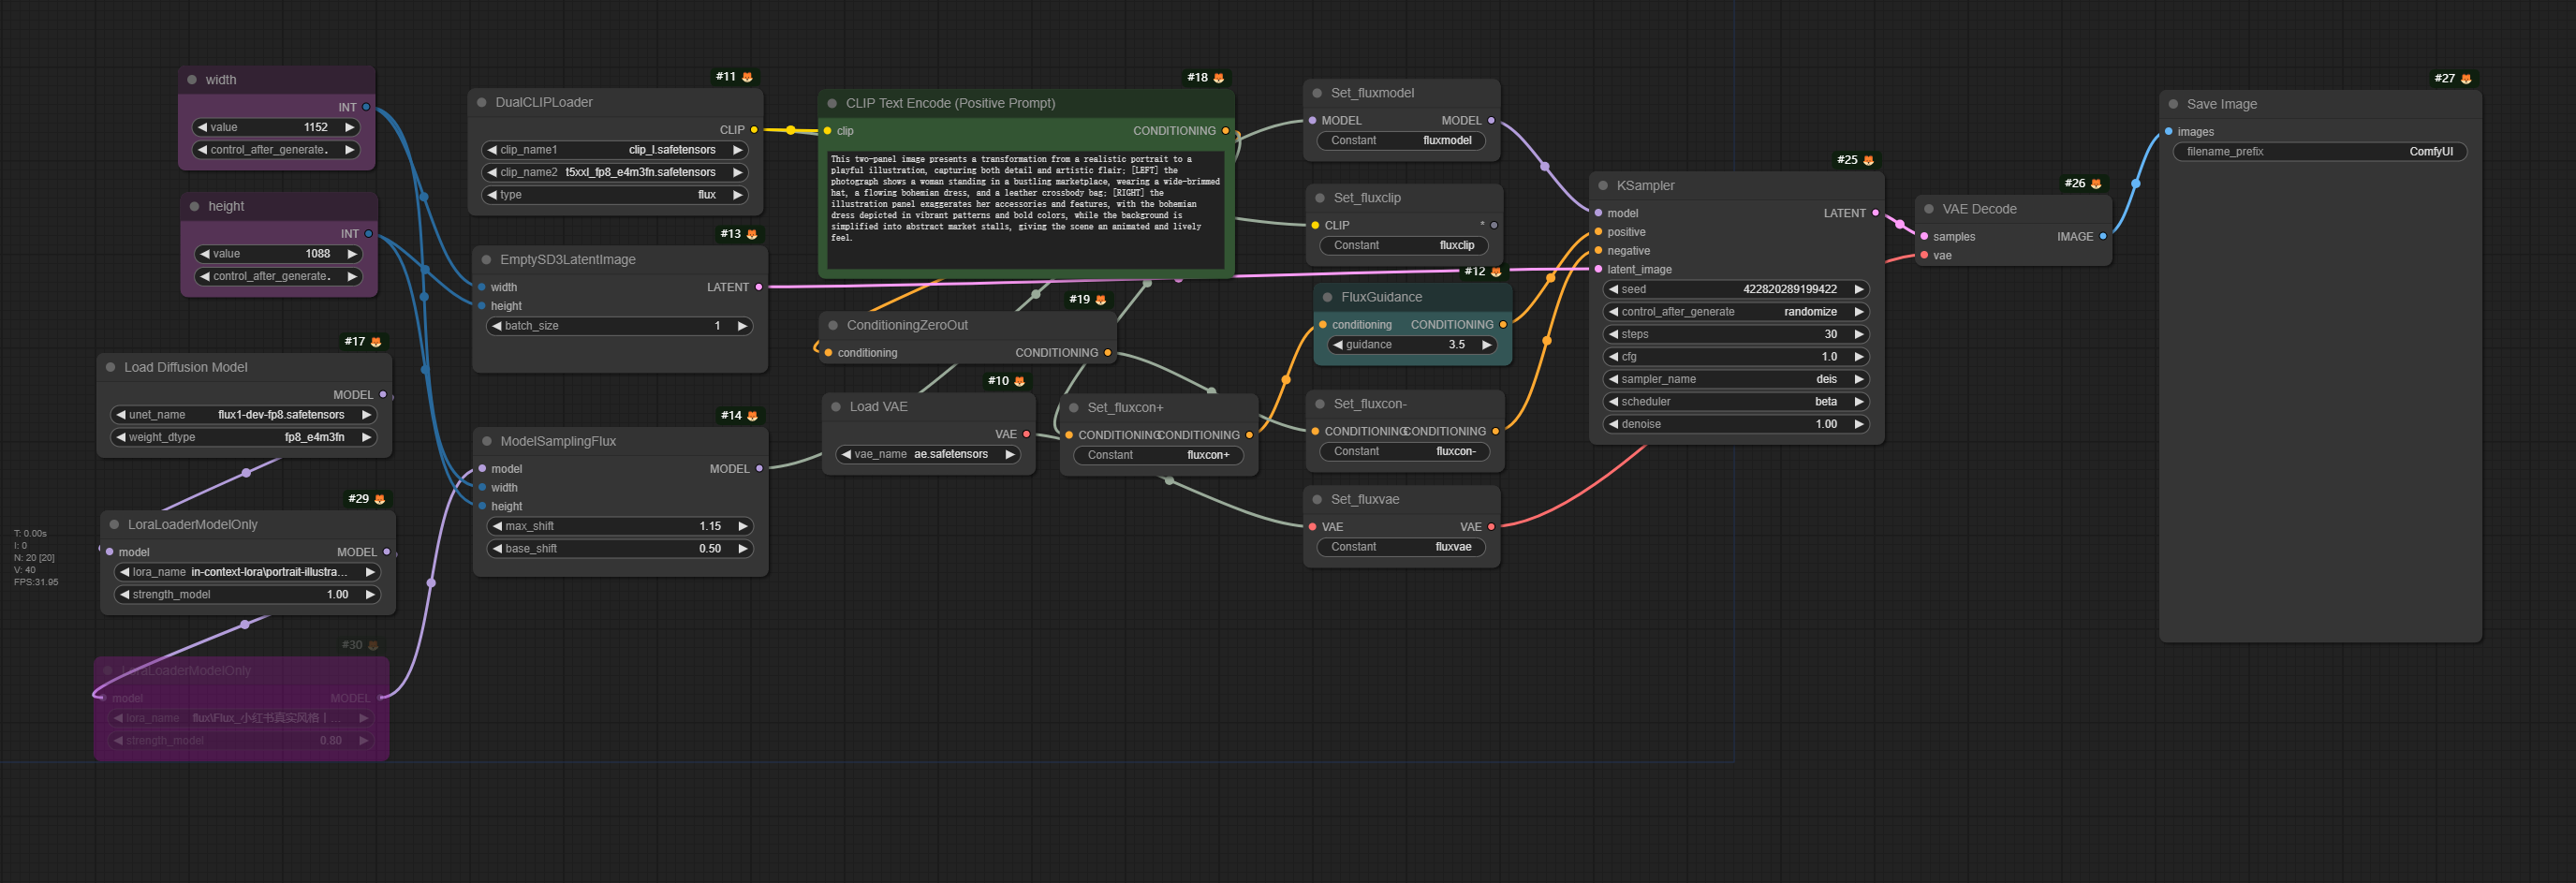 width
INT
value 1152
control_after_generate.
height
INT
value 1088
control_after_generate.
#17
Load Diffusion Model
MODEL
unet_name flux1-dev-fp8.safetensors
weight_dtype fp8_e4m3fn
#29
LoraLoaderModelOnly
model MODEL
lora_name in-context-lora\portrait-illustra...
strength_model 1.00
#30
LoraLoaderModelOnly
model MODEL
lora_name flux\Flux_小红书真实风格丨...
strength_model 0.80
T: 0.00s
I: 0
N: 20 [20]
V: 40
FPS:31.95
#11
DualCLIPLoader
CLIP
clip_name1 clip_l.safetensors
clip_name2 t5xxl_fp8_e4m3fn.safetensors
type flux
#13
EmptySD3LatentImage
width LATENT
height
batch_size 1
#14
ModelSamplingFlux
model MODEL
width
height
max_shift 1.15
base_shift 0.50
#18
CLIP Text Encode (Positive Prompt)
clip CONDITIONING
This two-panel image presents a transformation from a realistic portrait to a
playful illustration, capturing both detail and artistic flair; [LEFT] the
photograph shows a woman standing in a bustling marketplace, wearing a wide-brimmed
hat, a flowing bohemian dress, and a leather crossbody bag; [RIGHT] the
illustration panel exaggerates her accessories and features, with the bohemian
dress depicted in vibrant patterns and bold colors, while the background is
simplified into abstract market stalls, giving the scene an animated and lively
feel.
#19
ConditioningZeroOut
conditioning CONDITIONING
#10
Load VAE
VAE
vae_name ae.safetensors
Set_fluxcon+
CONDITIONING CONDITIONING
Constant fluxcon+
Set_fluxmodel
MODEL MODEL
Constant fluxmodel
Set_fluxclip
CLIP *
Constant fluxclip
#12
FluxGuidance
conditioning CONDITIONING
guidance 3.5
Set_fluxcon-
CONDITIONING CONDITIONING
Constant fluxcon-
Set_fluxvae
VAE VAE
Constant fluxvae
#25
KSampler
model LATENT
positive
negative
latent_image
seed 422820289199422
control_after_generate randomize
steps 30
cfg 1.0
sampler_name deis
scheduler beta
denoise 1.00
#26
VAE Decode
samples IMAGE
vae
#27
Save Image
images
filename_prefix ComfyUI